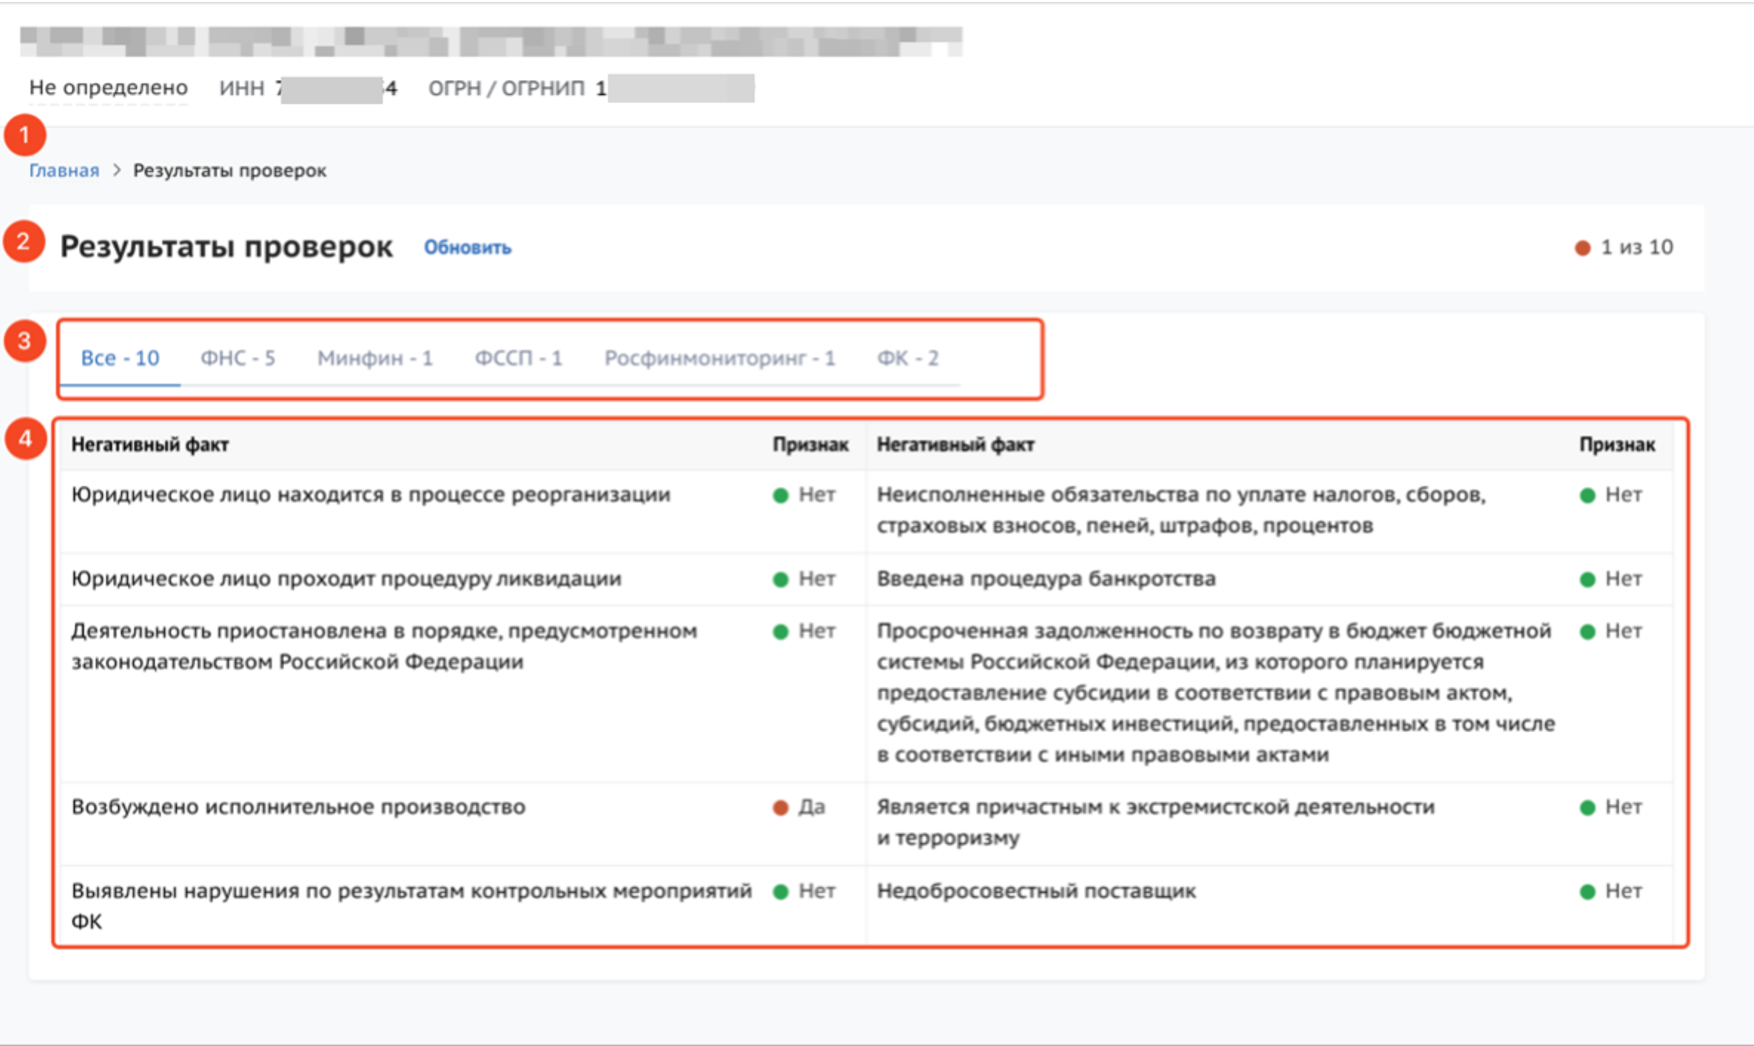 Не определено ИНН 4 ОГРН / ОГРНИП 1
1
Главная > Результаты проверок
2
Результаты проверок Обновить 1 из 10
3
Все - 10 ФНС - 5 Минфин - 1 ФССП - 1 Росфинмониторинг - 1 ФК - 2
4
Негативный факт Признак Негативный факт Признак
Юридическое лицо находится в процессе реорганизации Нет Неисполненные обязательства по уплате налогов, сборов, Нет
страховых взносов, пеней, штрафов, процентов
Юридическое лицо проходит процедуру ликвидации Нет Введена процедура банкротства Нет
Деятельность приостановлена в порядке, предусмотренном Нет Просроченная задолженность по возврату в бюджет бюджетной Нет
законодательством Российской Федерации системы Российской Федерации, из которого планируется
предоставление субсидии в соответствии с правовым актом,
субсидий, бюджетных инвестиций, предоставленных в том числе
в соответствии с иными правовыми актами
Возбуждено исполнительное производство Да Является причастным к экстремистской деятельности Нет
и терроризму
Выявлены нарушения по результатам контрольных мероприятий Нет Недобросовестный поставщик Нет
ФК